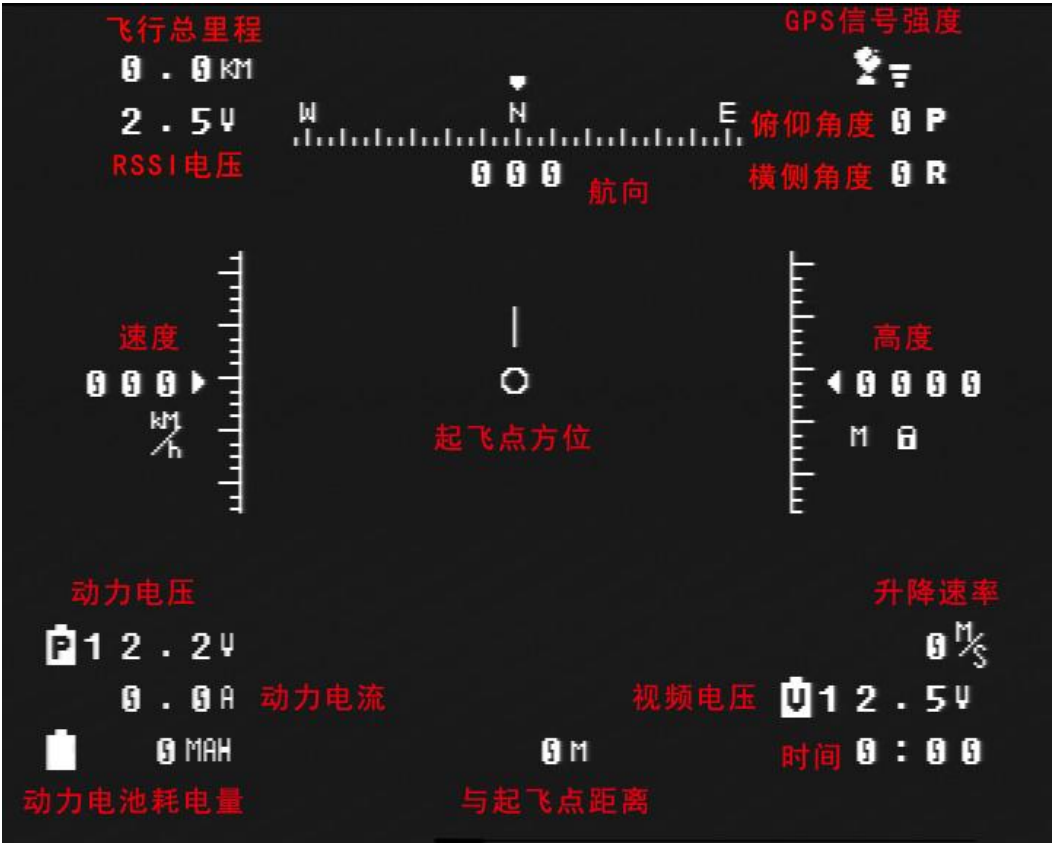 飞行总里程
GPS信号强度
0.0KM
2.5V
W N E
俯仰角度 0 P
RSSI电压
000
航向
横侧角度 0 R
速度
高度
000
0000
kM/h
M
起飞点方位
动力电压
升降速率
P12.2V
0M/S
0.0A 动力电流
视频电压 V12.5V
0MAH
0M
时间 0:00
动力电池耗电量
与起飞点距离